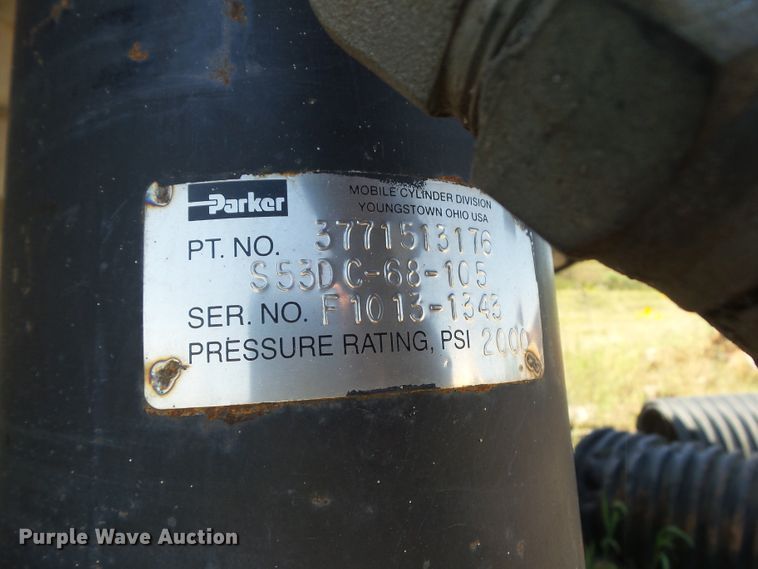 Parker
MOBILE CYLINDER DIVISION
YOUNGSTOWN OHIO USA
PT. NO. 3771513176
S53DC-68-105
SER. NO. F1013-1343
PRESSURE RATING, PSI 2000
Purple Wave Auction